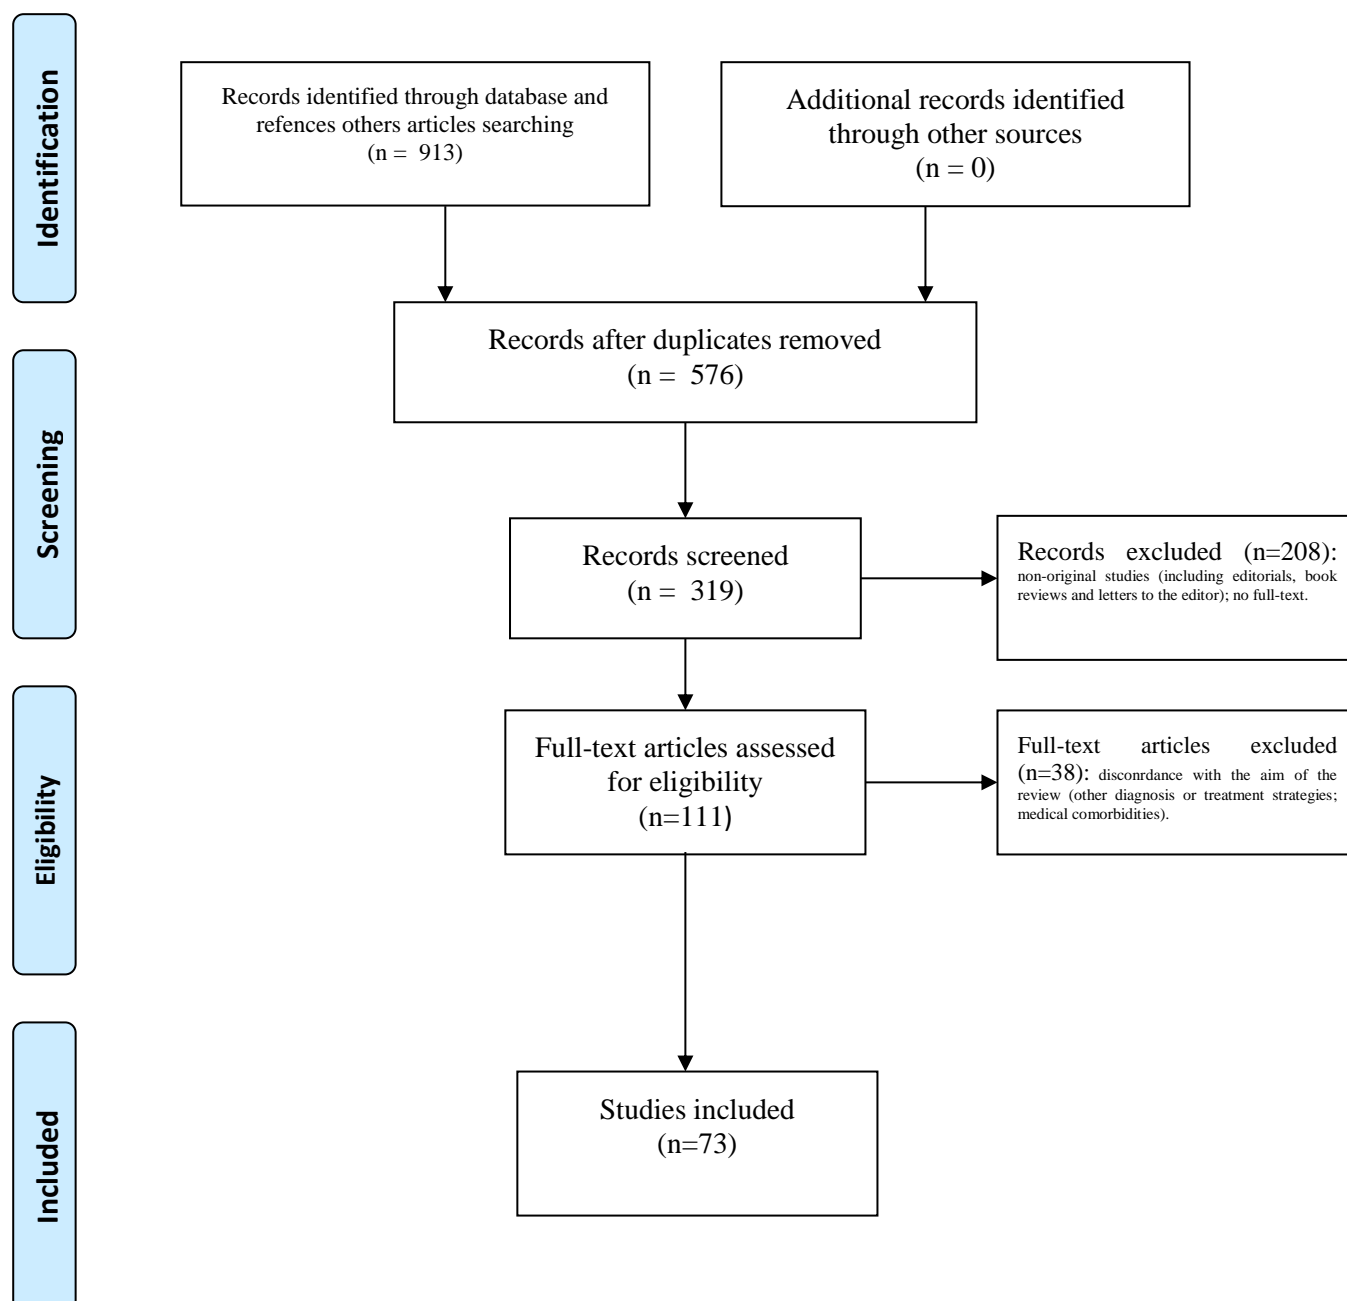 Identification
Records identified through database and
refences others articles searching
(n =  913)
Additional records identified
through other sources
(n = 0)
Records after duplicates removed
(n =  576)
Screening
Records screened
(n =  319)
Records excluded (n=208):
non-original studies (including editorials, book
reviews and letters to the editor); no full-text.
Eligibility
Full-text articles assessed
for eligibility
(n=111)
Full-text articles excluded
(n=38): disconrdance with the aim of the
review (other diagnosis or treatment strategies;
medical comorbidities).
Included
Studies included
(n=73)